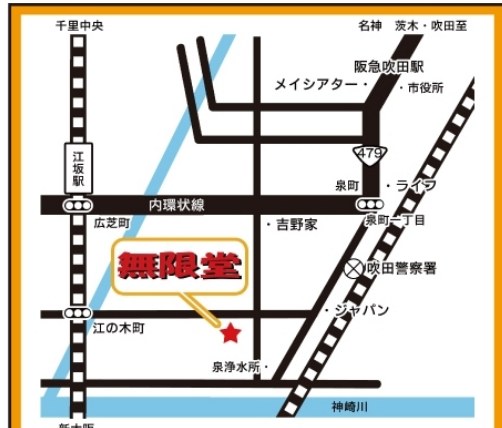 千里中央
名神 茨木・吹田至
阪急吹田駅
メイシアター・
・市役所
江坂駅
479
泉町
・ライフ
内環状線
広芝町
・吉野家
泉町一丁目
無限堂
吹田警察署
江の木町
・ジャパン
泉浄水所・
神崎川
新大阪